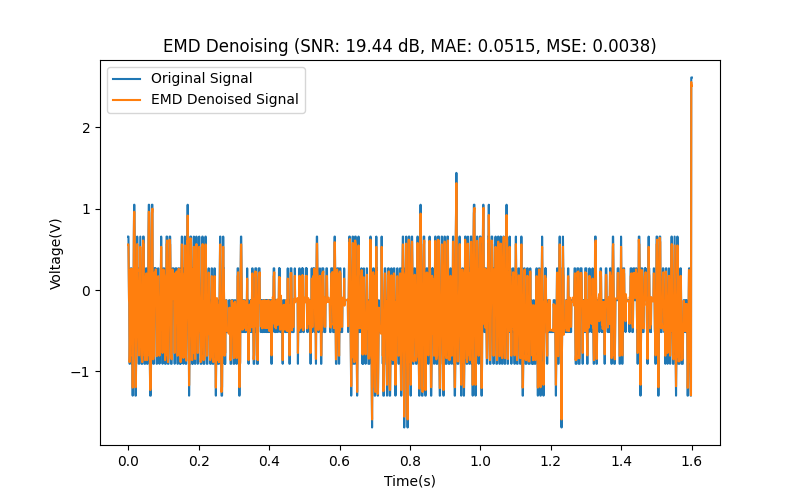 EMD Denoising (SNR: 19.44 dB, MAE: 0.0515, MSE: 0.0038)
Original Signal
EMD Denoised Signal
Voltage(V)
2
1
0
−1
0.0 0.2 0.4 0.6 0.8 1.0 1.2 1.4 1.6
Time(s)